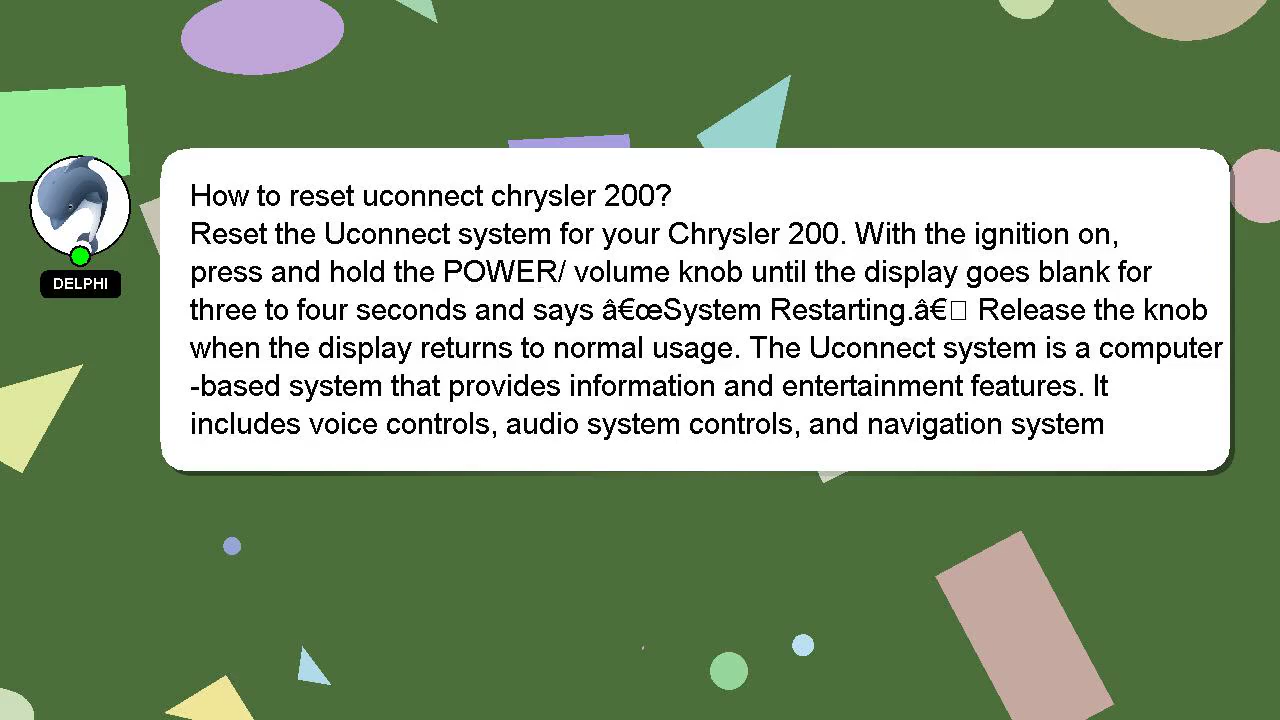 How to reset uconnect chrysler 200?
Reset the Uconnect system for your Chrysler 200. With the ignition on,
press and hold the POWER/ volume knob until the display goes blank for
three to four seconds and says â€œSystem Restarting.â€□ Release the knob
when the display returns to normal usage. The Uconnect system is a computer
-based system that provides information and entertainment features. It
includes voice controls, audio system controls, and navigation system
DELPHI